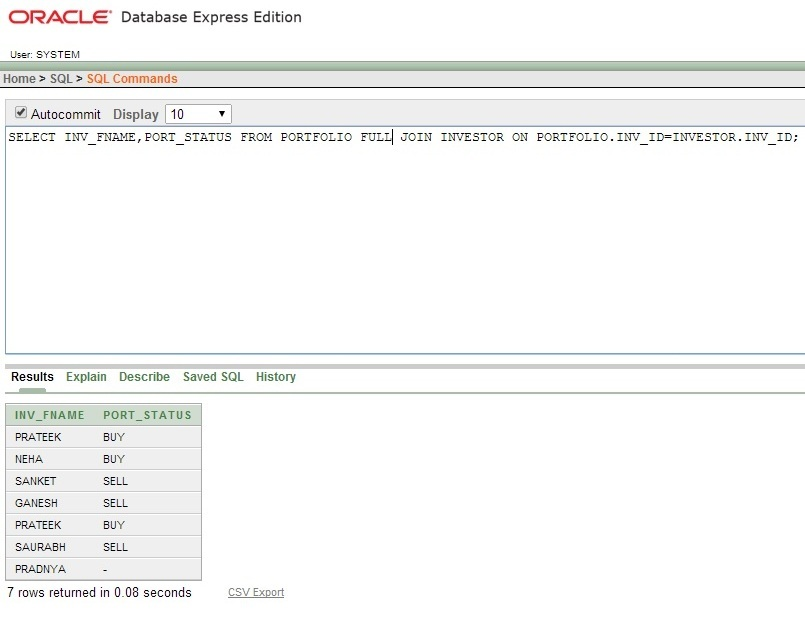 ORACLE® Database Express Edition
User: SYSTEM
Home > SQL > SQL Commands
Autocommit Display 10
SELECT INV_FNAME,PORT_STATUS FROM PORTFOLIO FULL JOIN INVESTOR ON PORTFOLIO.INV_ID=INVESTOR.INV_ID;
Results Explain Describe Saved SQL History
INV_FNAME PORT_STATUS
PRATEEK BUY
NEHA BUY
SANKET SELL
GANESH SELL
PRATEEK BUY
SAURABH SELL
PRADNYA -
7 rows returned in 0.08 seconds CSV Export